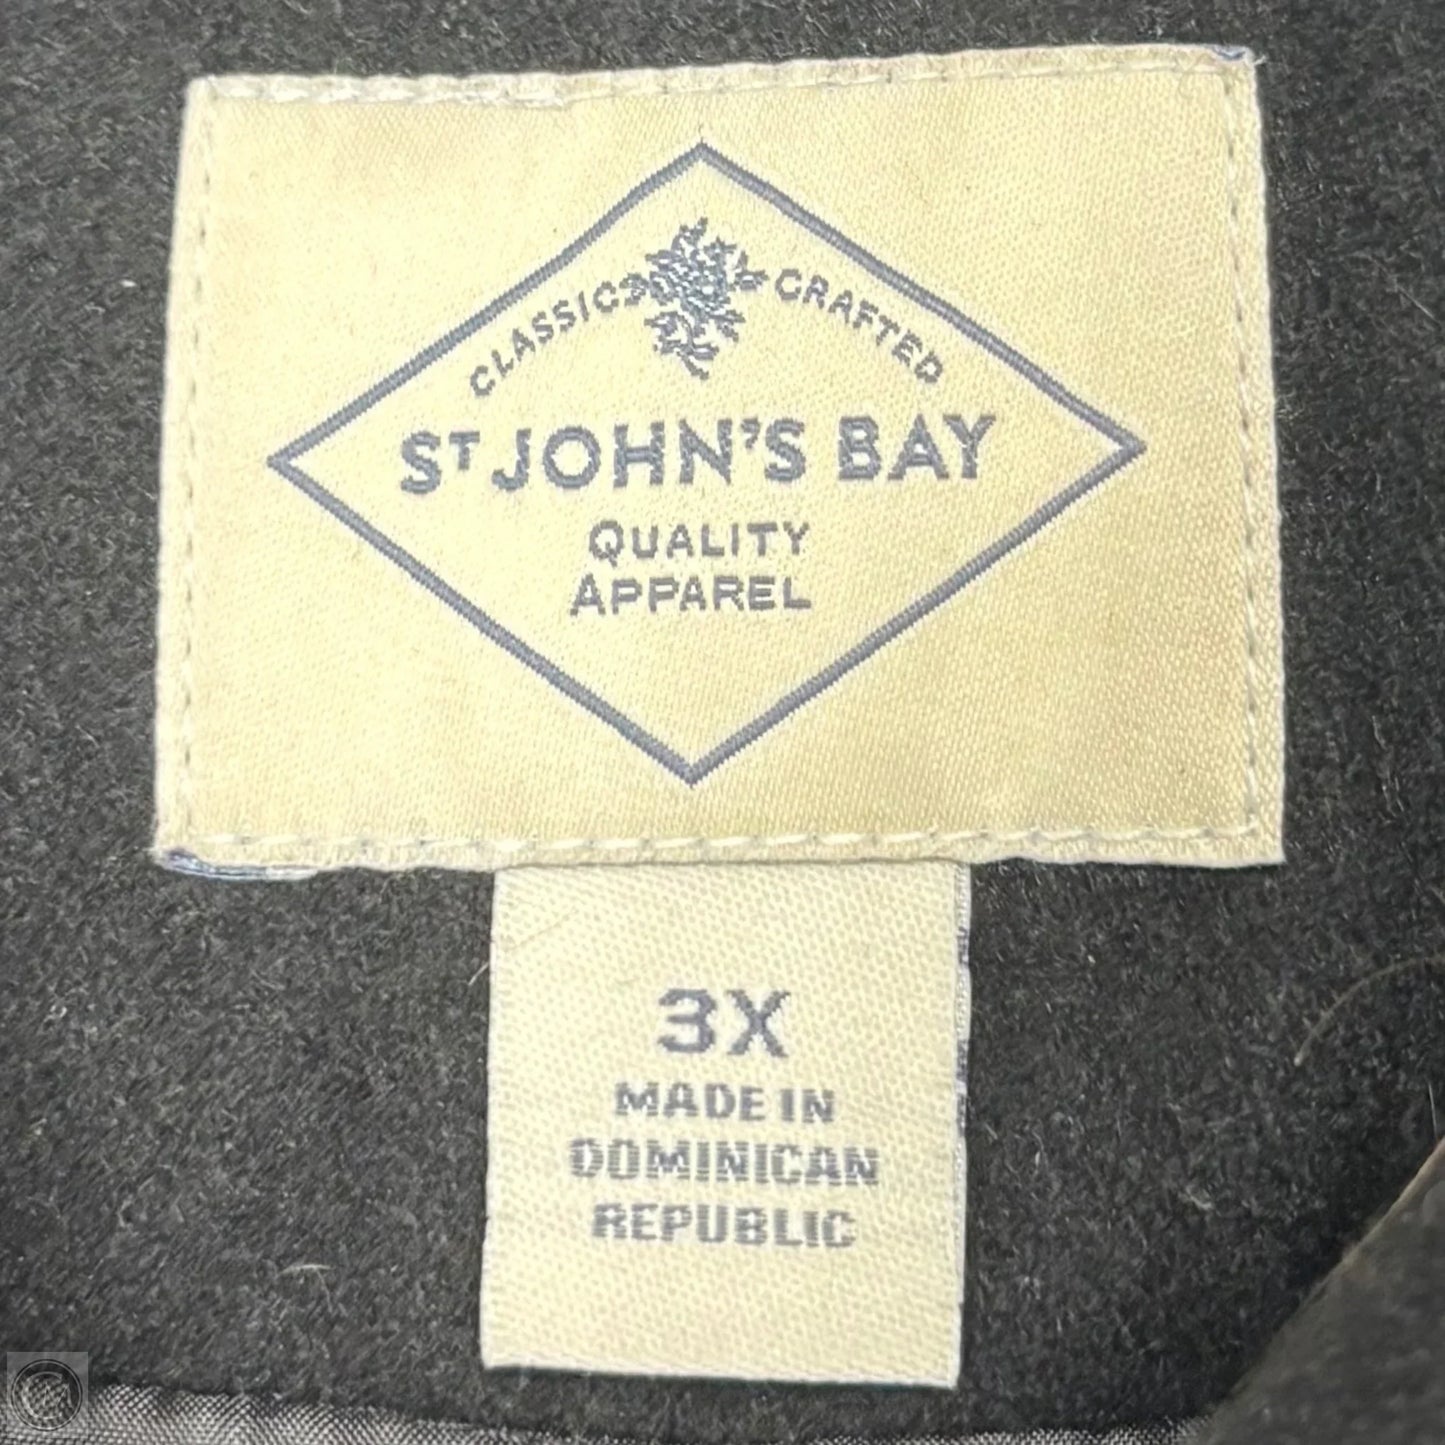 CLASSIC CRAFTED
ST JOHN'S BAY
QUALITY
APPAREL
3X
MADE IN
DOMINICAN
REPUBLIC